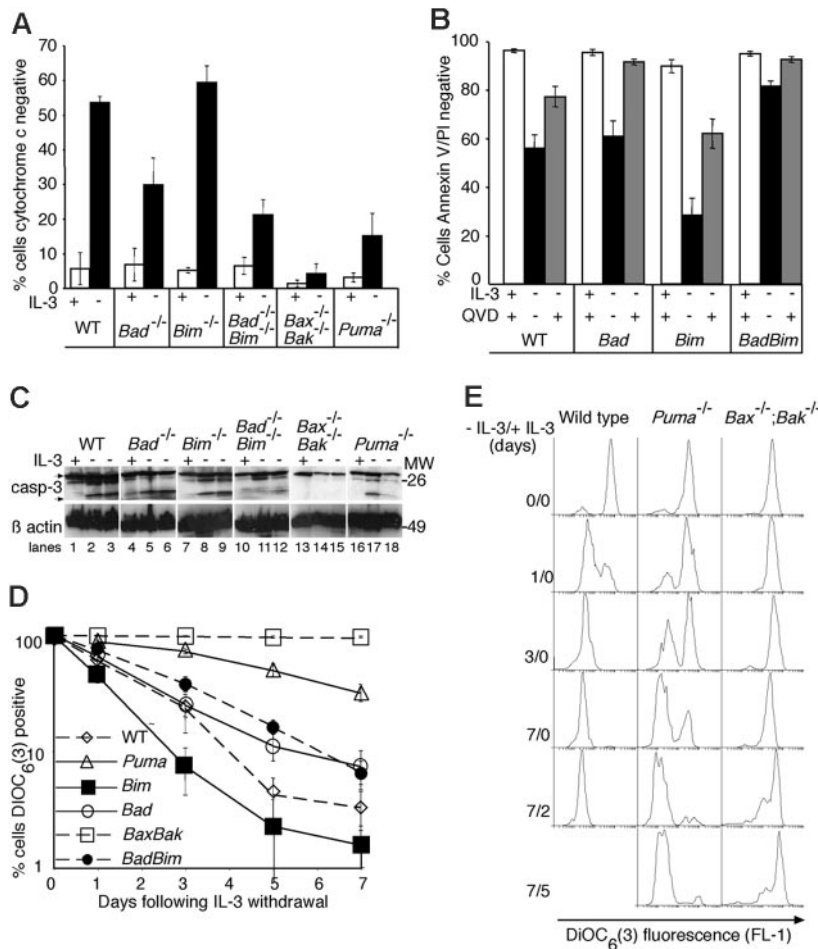 A
% cells cytochrome c negative
70
60
50
40
30
20
10
0
IL-3 + - + - + - + - + - + -
WT Bad-/- Bim-/- Bad-/- Bim-/- Bax-/- Bak-/- Puma-/-
B
% Cells Annexin V/PI negative
100
80
60
40
20
0
IL-3 + - - + - - + - - + - -
QVD + - + + - + + - + + - +
WT Bad Bim BadBim
C
WT Bad-/- Bim-/- Bad-/- Bim-/- Bax-/- Bak-/- Puma-/-
IL-3 + - - + - - + - - + - - + - - + - - MW
casp-3 -26
ß actin -49
lanes 1 2 3 4 5 6 7 8 9 10 11 12 13 14 15 16 17 18
D
% cells DIOC6(3) positive
100
10
1
WT
Puma
Bim
Bad
BaxBak
BadBim
0 1 2 3 4 5 6 7
Days following IL-3 withdrawal
E
- IL-3/+ IL-3
(days)
Wild type Puma-/- Bax-/-;Bak-/-
0/0
1/0
3/0
7/0
7/2
7/5
DiOC6(3) fluorescence (FL-1)